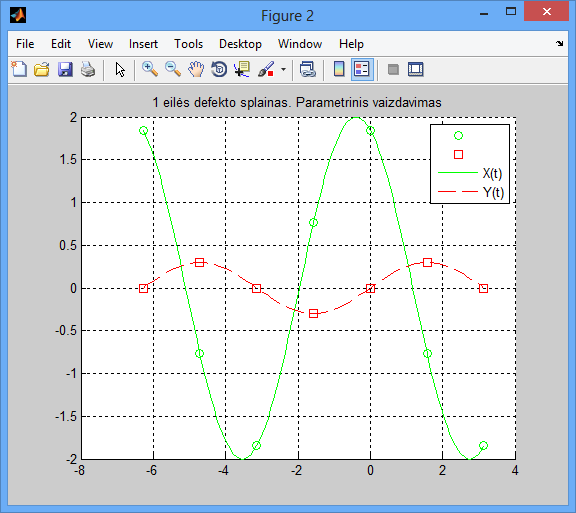 Figure 2
File Edit View Insert Tools Desktop Window Help
1 eilės defekto splainas. Parametrinis vaizdavimas
2
1.5
1
0.5
0
-0.5
-1
-1.5
-2
-8 -6 -4 -2 0 2 4
X(t)
Y(t)